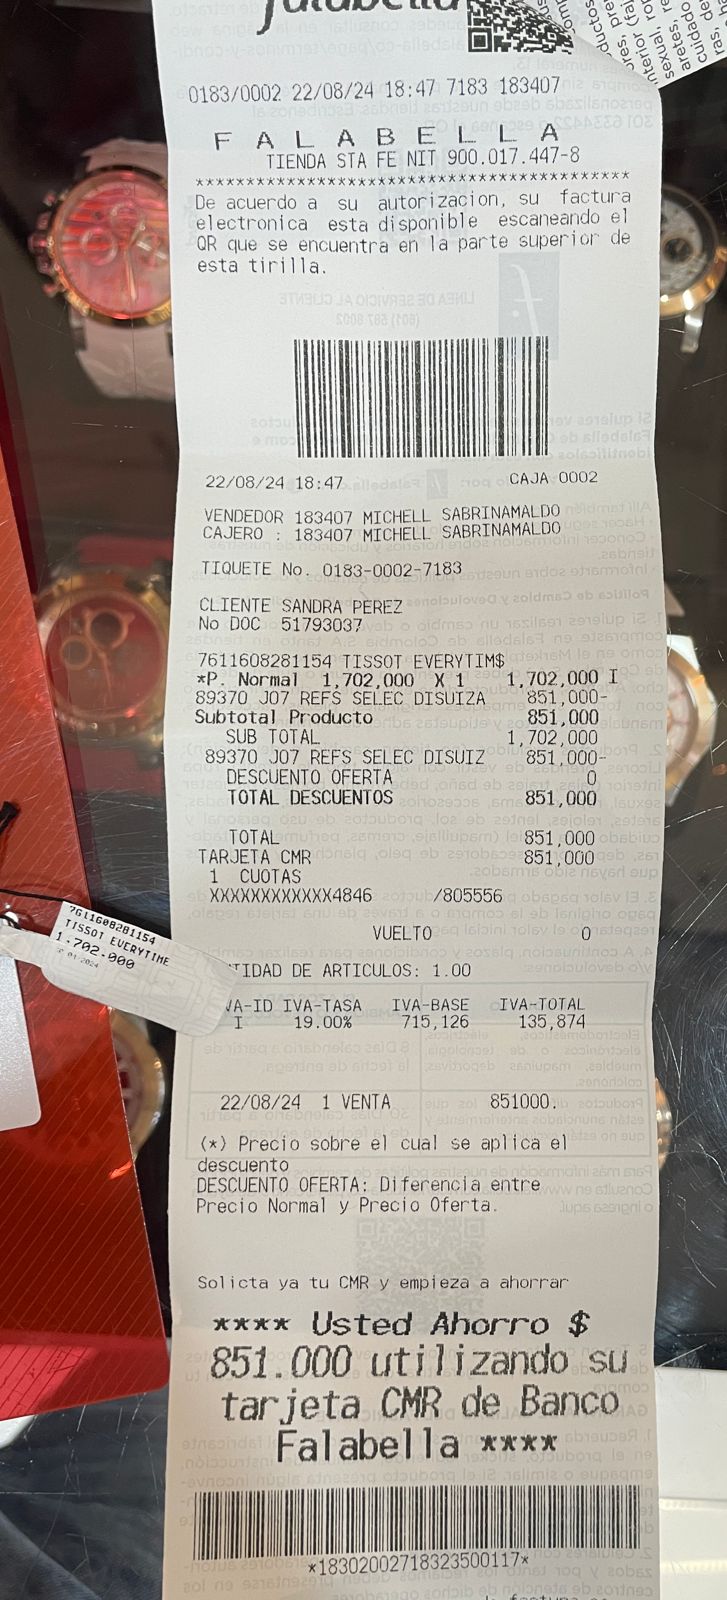 falabella
0183/0002 22/08/24 18:47 7183 183407
F A L A B E L L A
TIENDA STA FE NIT 900.017.447-8
*******************************************
De acuerdo a su autorizacion, su factura
electronica esta disponible escaneando el
QR que se encuentra en la parte superior de
esta tirilla.
22/08/24 18:47 CAJA 0002
VENDEDOR 183407 MICHELL SABRINAMALDO
CAJERO : 183407 MICHELL SABRINAMALDO
TIQUETE No. 0183-0002-7183
CLIENTE SANDRA PEREZ
No DOC 51793037
7611608281154 TISSOT EVERYTIM$
*P. Normal 1,702,000 X 1 1,702,000 I
89370 J07 REFS SELEC DISUIZA 851,000-
Subtotal Producto 851,000
SUB TOTAL 1,702,000
89370 J07 REFS SELEC DISUIZ 851,000-
DESCUENTO OFERTA 0
TOTAL DESCUENTOS 851,000
TOTAL 851,000
TARJETA CMR 851,000
1 CUOTAS
XXXXXXXXXXXX4846 /805556
VUELTO 0
7611608281154
TISSOT EVERYTIME
1.702.000
TIDAD DE ARTICULOS: 1.00
VA-ID IVA-TASA IVA-BASE IVA-TOTAL
I 19.00% 715,126 135,874
22/08/24 1 VENTA 851000.
(*) Precio sobre el cual se aplica el
descuento
DESCUENTO OFERTA: Diferencia entre
Precio Normal y Precio Oferta.
Solicta ya tu CMR y empieza a ahorrar
**** Usted Ahorro $
851.000 utilizando su
tarjeta CMR de Banco
Falabella ****
*18302002718323500117*